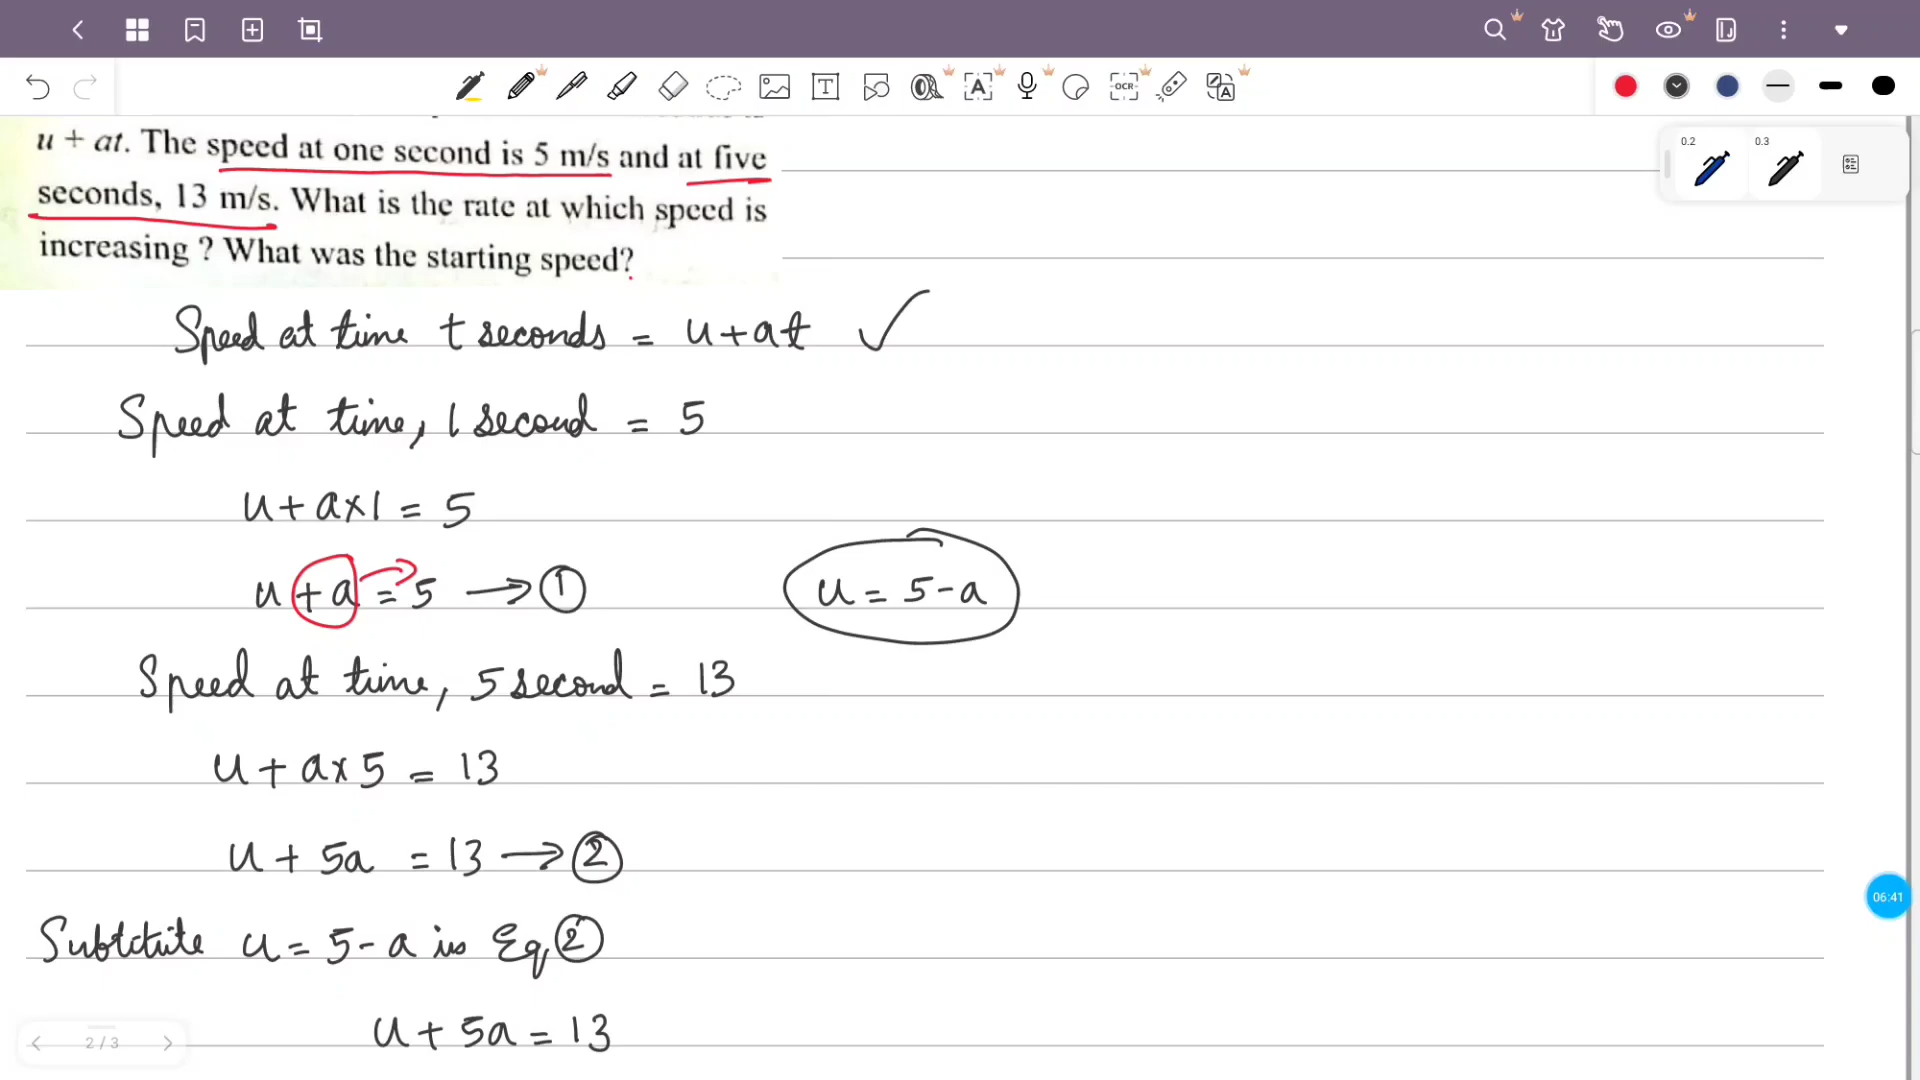 OCR
0.2
0.3
u + at. The speed at one second is 5 m/s and at five
seconds, 13 m/s. What is the rate at which speed is
increasing ? What was the starting speed?
Speed at time t seconds = u+at ✓
Speed at time, 1 second = 5
u+a×1 = 5
u+a = 5 → ①
u = 5-a
Speed at time, 5 second = 13
u+a×5 = 13
u+ 5a = 13 → ②
Subtitute u = 5-a in Eq ②
u+ 5a = 13
06:41
2 / 3